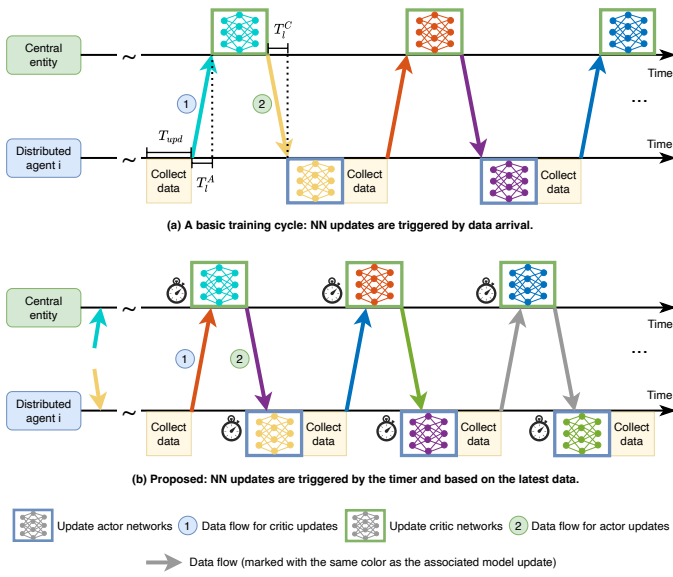 T_l^C
Central
entity
~
Time
1
2
...
T_upd
Distributed
agent i
~
Time
Collect
data
T_l^A
Collect
data
Collect
data
(a) A basic training cycle: NN updates are triggered by data arrival.
Central
entity
~
Time
1
2
...
Distributed
agent i
~
Time
Collect
data
Collect
data
Collect
data
Collect
data
(b) Proposed: NN updates are triggered by the timer and based on the latest data.
Update actor networks
1 Data flow for critic updates
Update critic networks
2 Data flow for actor updates
Data flow (marked with the same color as the associated model update)